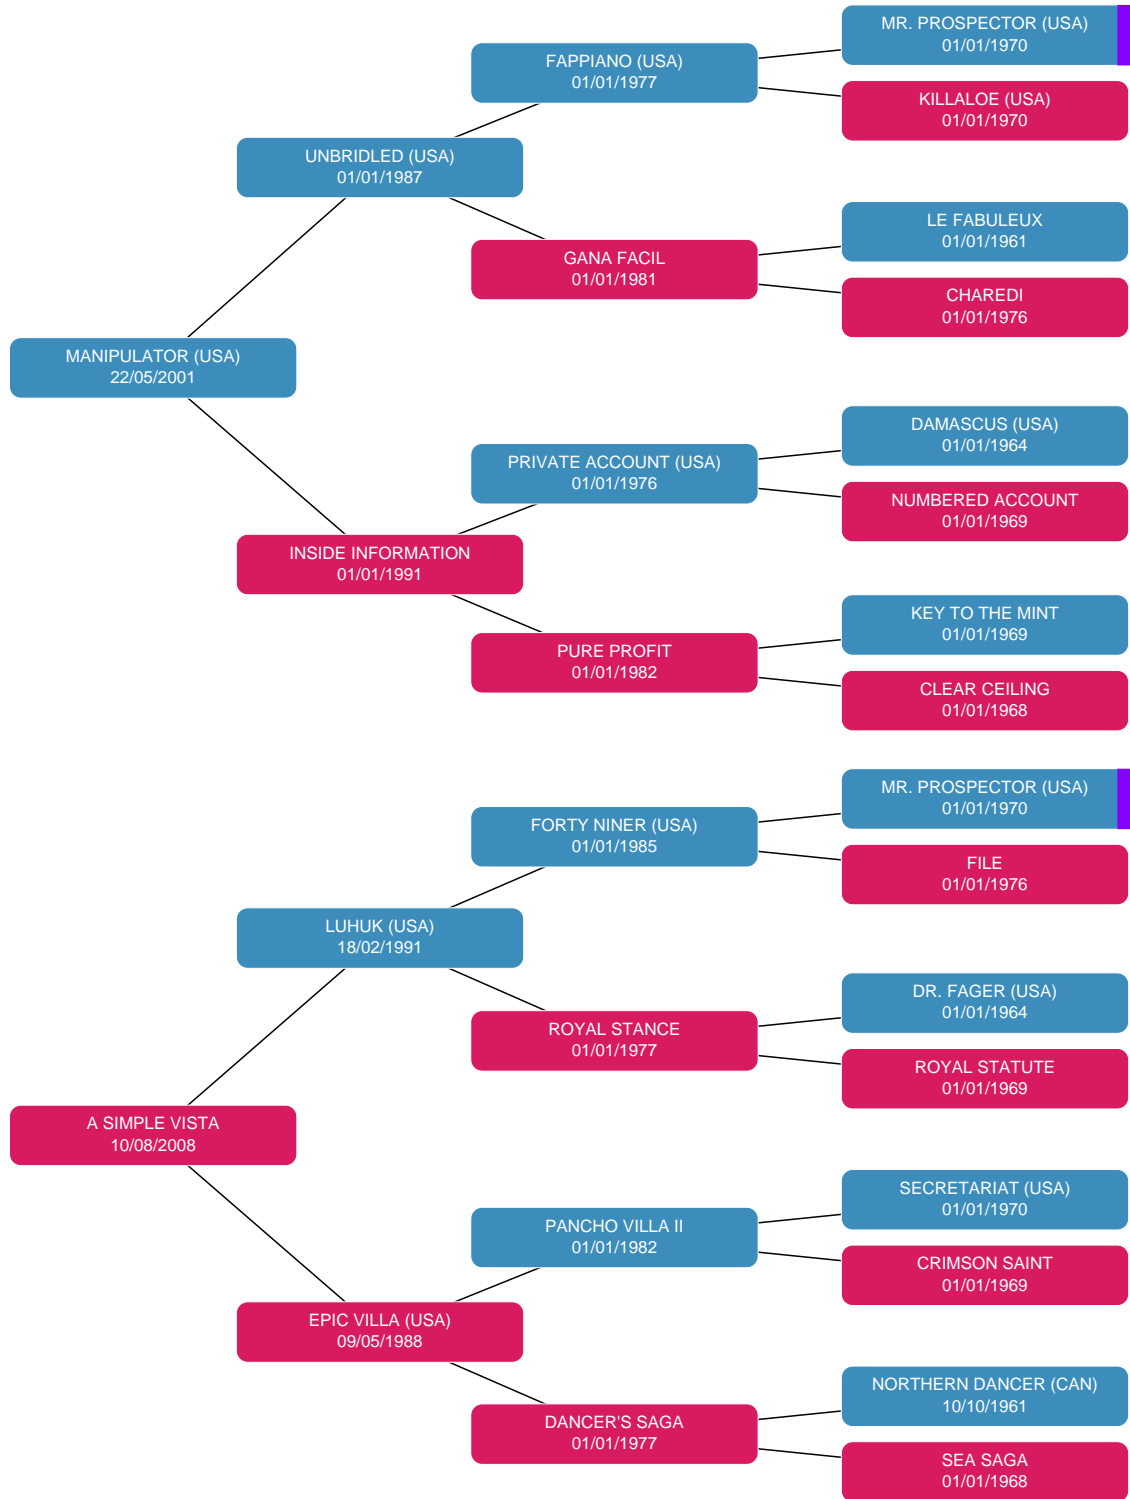 MR. PROSPECTOR (USA)
01/01/1970
FAPPIANO (USA)
01/01/1977
KILLALOE (USA)
01/01/1970
UNBRIDLED (USA)
01/01/1987
LE FABULEUX
01/01/1961
GANA FACIL
01/01/1981
CHAREDI
01/01/1976
MANIPULATOR (USA)
22/05/2001
DAMASCUS (USA)
01/01/1964
PRIVATE ACCOUNT (USA)
01/01/1976
NUMBERED ACCOUNT
01/01/1969
INSIDE INFORMATION
01/01/1991
KEY TO THE MINT
01/01/1969
PURE PROFIT
01/01/1982
CLEAR CEILING
01/01/1968
MR. PROSPECTOR (USA)
01/01/1970
FORTY NINER (USA)
01/01/1985
FILE
01/01/1976
LUHUK (USA)
18/02/1991
DR. FAGER (USA)
01/01/1964
ROYAL STANCE
01/01/1977
ROYAL STATUTE
01/01/1969
A SIMPLE VISTA
10/08/2008
SECRETARIAT (USA)
01/01/1970
PANCHO VILLA II
01/01/1982
CRIMSON SAINT
01/01/1969
EPIC VILLA (USA)
09/05/1988
NORTHERN DANCER (CAN)
10/10/1961
DANCER'S SAGA
01/01/1977
SEA SAGA
01/01/1968